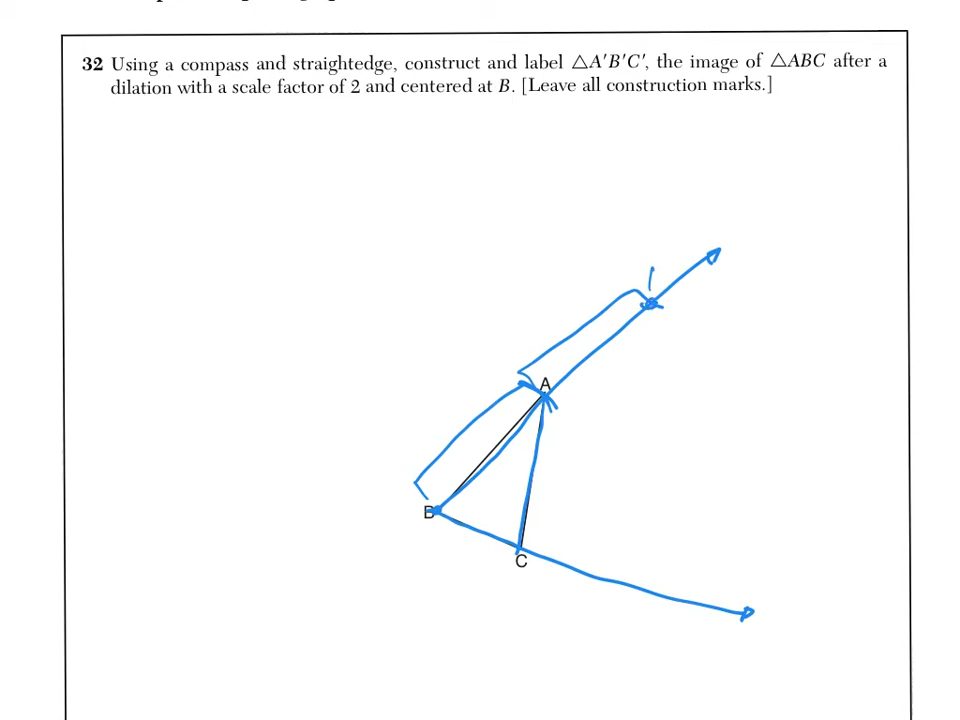 32 Using a compass and straightedge, construct and label △A′B′C′, the image of △ABC after a
dilation with a scale factor of 2 and centered at B. [Leave all construction marks.]
A
B
C